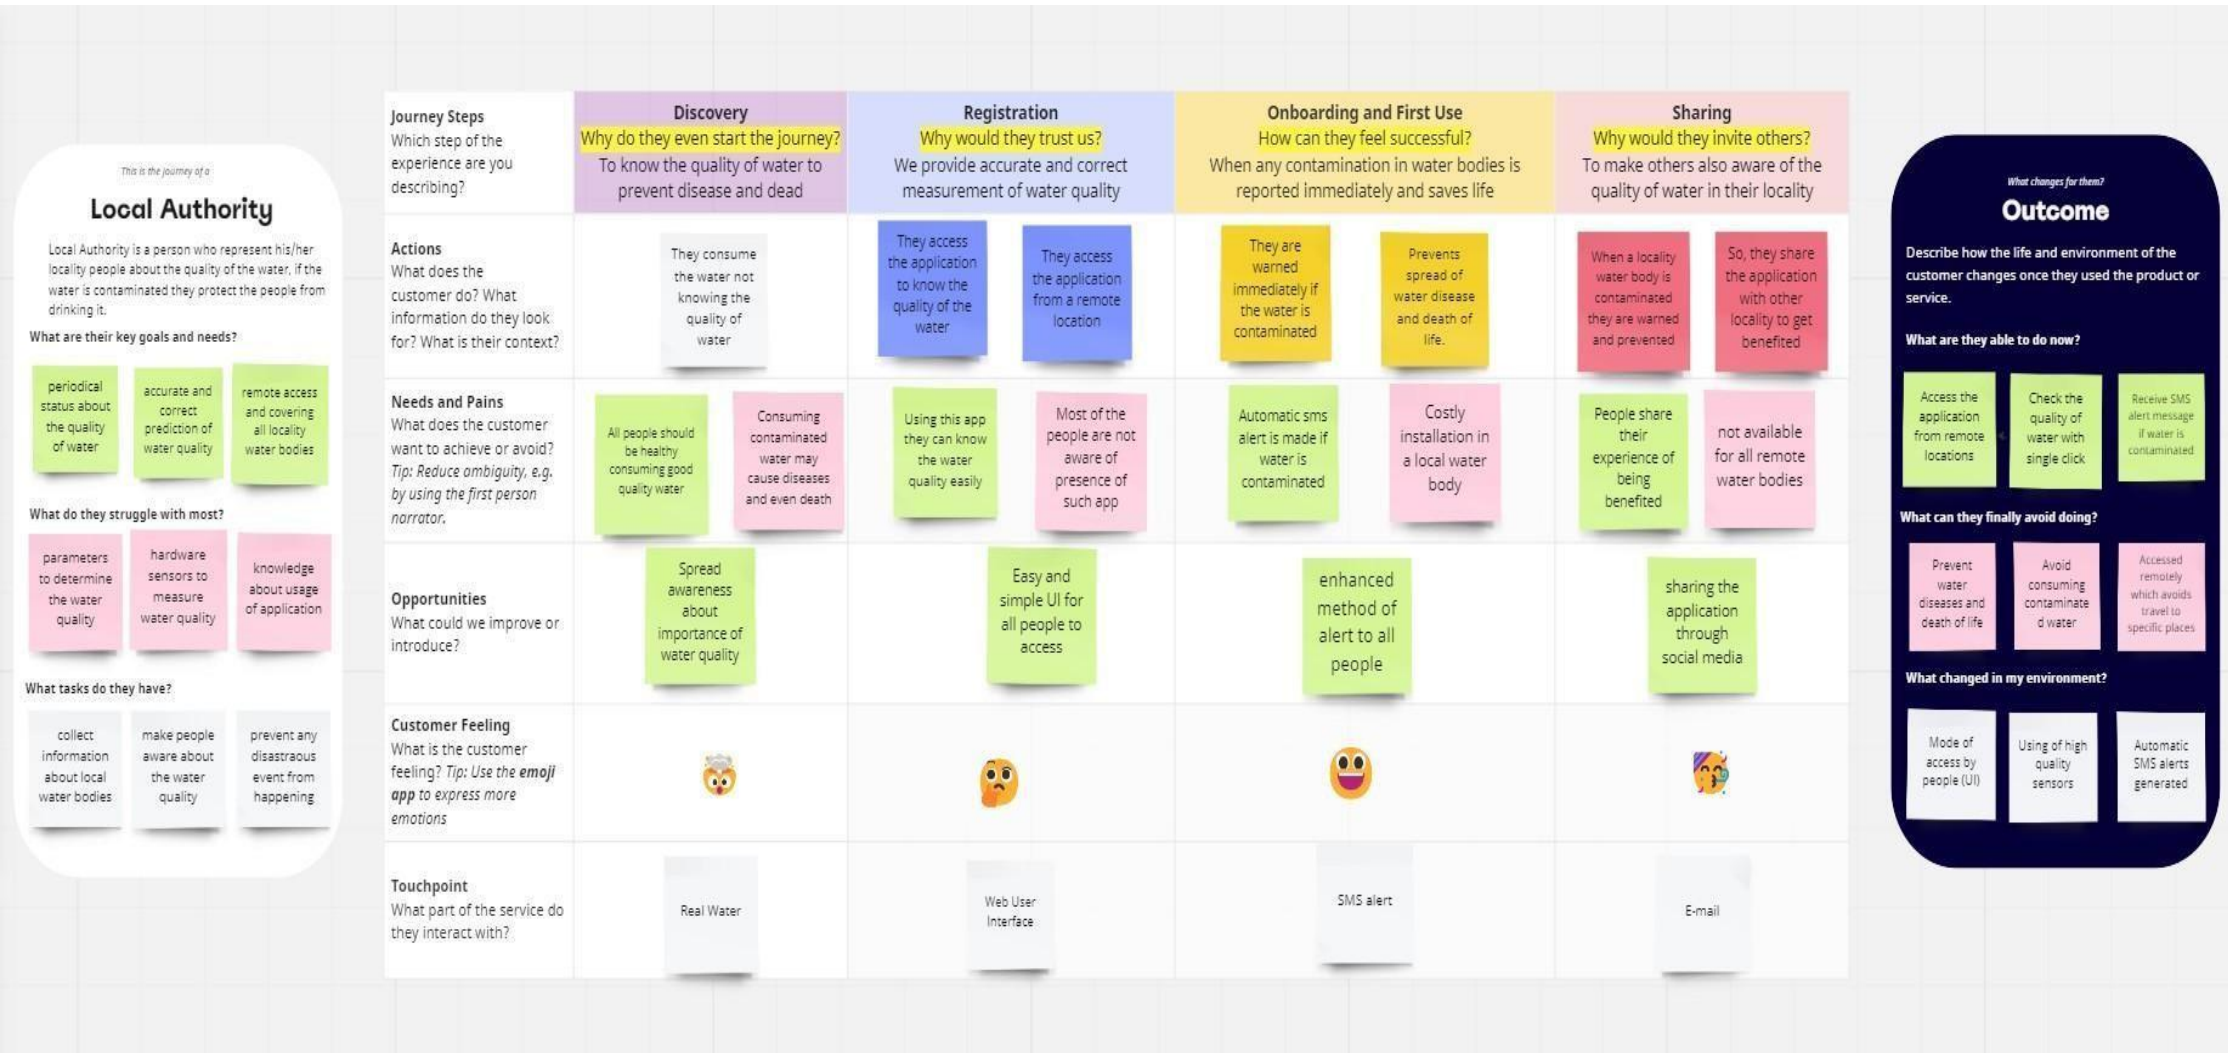 This is the journey of a
Local Authority
Local Authority is a person who represent his/her
locality people about the quality of the water, if the
water is contaminated they protect the people from
drinking it.
What are their key goals and needs?
periodical
status about
the quality
of water
accurate and
correct
prediction of
water quality
remote access
and covering
all locality
water bodies
What do they struggle with most?
parameters
to determine
the water
quality
hardware
sensors to
measure
water quality
knowledge
about usage
of application
What tasks do they have?
collect
information
about local
water bodies
make people
aware about
the water
quality
prevent any
disastraous
event from
happening
Journey Steps
Which step of the
experience are you
describing?
Discovery
Why do they even start the journey?
To know the quality of water to
prevent disease and dead
Registration
Why would they trust us?
We provide accurate and correct
measurement of water quality
Onboarding and First Use
How can they feel successful?
When any contamination in water bodies is
reported immediately and saves life
Sharing
Why would they invite others?
To make others also aware of the
quality of water in their locality
Actions
What does the
customer do? What
information do they look
for? What is their context?
They consume
the water not
knowing the
quality of
water
They access
the application
to know the
quality of the
water
They access
the application
from a remote
location
They are
warned
immediately if
the water is
contaminated
Prevents
spread of
water disease
and death of
life.
When a locality
water body is
contaminated
they are warned
and prevented
So, they share
the application
with other
locality to get
benefited
Needs and Pains
What does the customer
want to achieve or avoid?
Tip: Reduce ambiguity, e.g.
by using the first person
narrator.
All people should
be healthy
consuming good
quality water
Consuming
contaminated
water may
cause diseases
and even death
Using this app
they can know
the water
quality easily
Most of the
people are not
aware of
presence of
such app
Automatic sms
alert is made if
water is
contaminated
Costly
installation in
a local water
body
People share
their
experience of
being
benefited
not available
for all remote
water bodies
Opportunities
What could we improve or
introduce?
Spread
awareness
about
importance of
water quality
Easy and
simple UI for
all people to
access
enhanced
method of
alert to all
people
sharing the
application
through
social media
Customer Feeling
What is the customer
feeling? Tip: Use the emoji
app to express more
emotions
Touchpoint
What part of the service do
they interact with?
Real Water
Web User
Interface
SMS alert
E-mail
What changes for them?
Outcome
Describe how the life and environment of the
customer changes once they used the product or
service.
What are they able to do now?
Access the
application
from remote
locations
Check the
quality of
water with
single click
Receive SMS
alert message
if water is
contaminated
What can they finally avoid doing?
Prevent
water
diseases and
death of life
Avoid
consuming
contaminate
d water
Accessed
remotely
which avoids
travel to
specific places
What changed in my environment?
Mode of
access by
people (UI)
Using of high
quality
sensors
Automatic
SMS alerts
generated